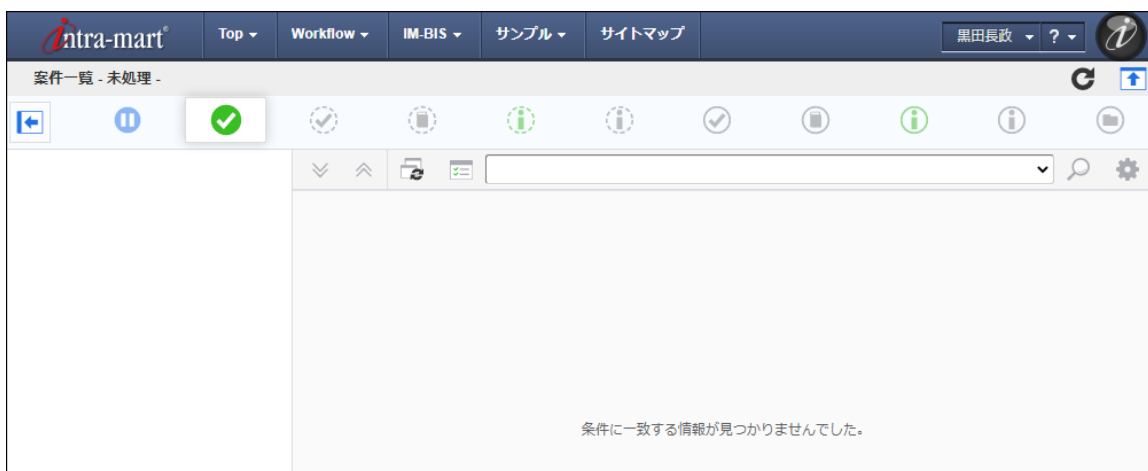 intra-mart® Top Workflow IM-BIS サンプル サイトマップ 黒田長政 ?
案件一覧 - 未処理 -
条件に一致する情報が見つかりませんでした。